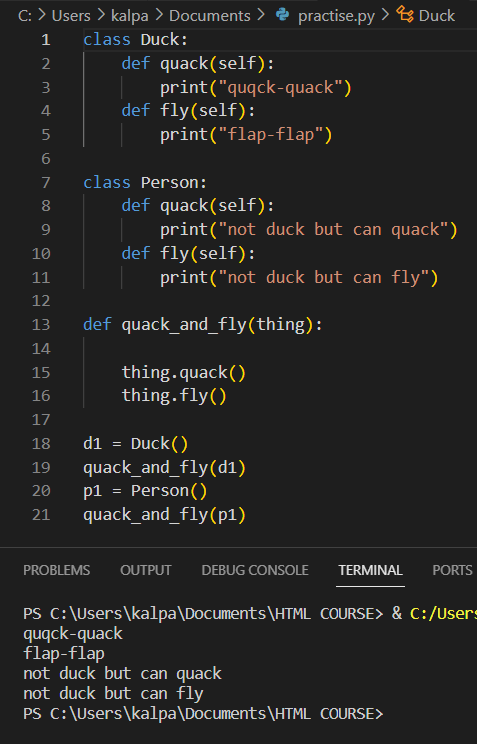 C: > Users > kalpa > Documents > practise.py > Duck
1 class Duck:
2     def quack(self):
3         print("quqck-quack")
4     def fly(self):
5         print("flap-flap")
6
7 class Person:
8     def quack(self):
9         print("not duck but can quack")
10     def fly(self):
11         print("not duck but can fly")
12
13 def quack_and_fly(thing):
14
15     thing.quack()
16     thing.fly()
17
18 d1 = Duck()
19 quack_and_fly(d1)
20 p1 = Person()
21 quack_and_fly(p1)
PROBLEMS OUTPUT DEBUG CONSOLE TERMINAL PORTS
PS C:\Users\kalpa\Documents\HTML COURSE> & C:/Users
quqck-quack
flap-flap
not duck but can quack
not duck but can fly
PS C:\Users\kalpa\Documents\HTML COURSE>